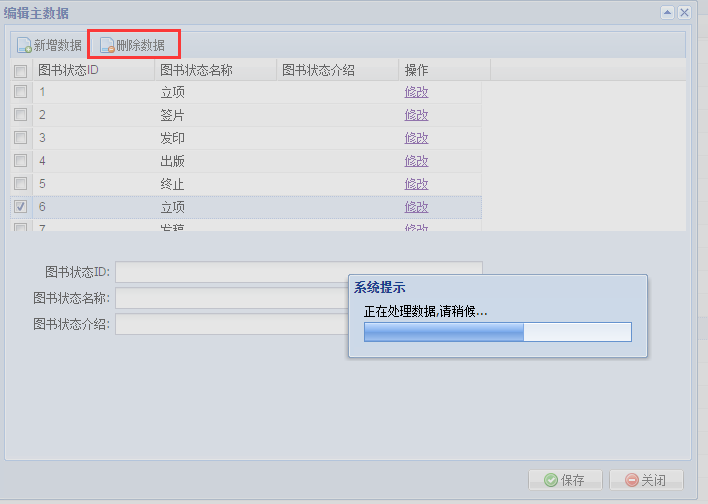 编辑主数据
新增数据 删除数据
图书状态ID 图书状态名称 图书状态介绍 操作
1 立项 修改
2 签片 修改
3 发印 修改
4 出版 修改
5 终止 修改
6 立项 修改
7 发稿 修改
图书状态ID:
图书状态名称:
图书状态介绍:
系统提示
正在处理数据,请稍候...
保存 关闭